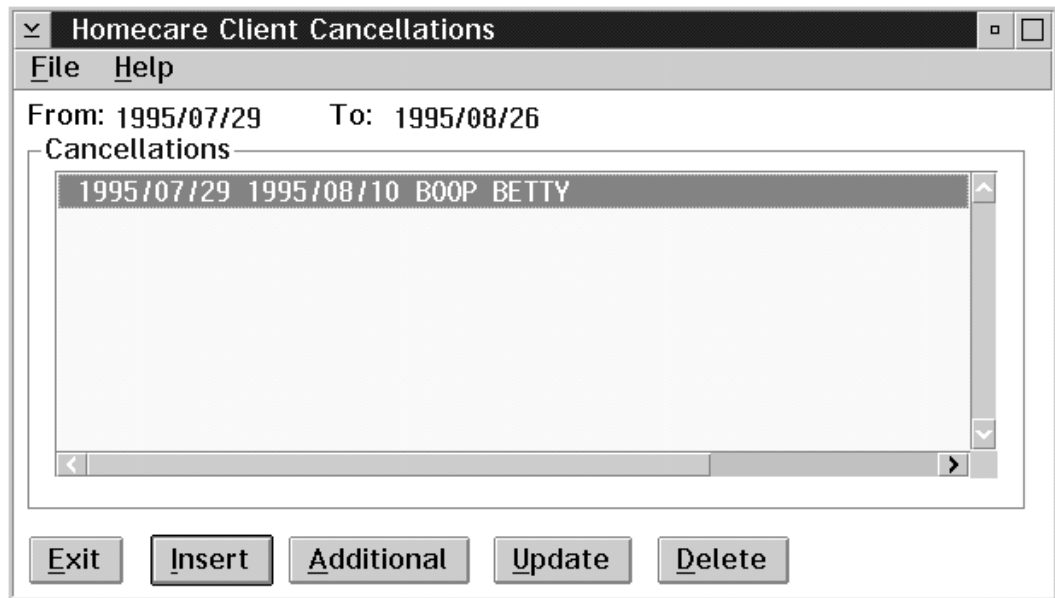 Homecare Client Cancellations
File Help
From: 1995/07/29 To: 1995/08/26
Cancellations
1995/07/29 1995/08/10 BOOP BETTY
Exit Insert Additional Update Delete